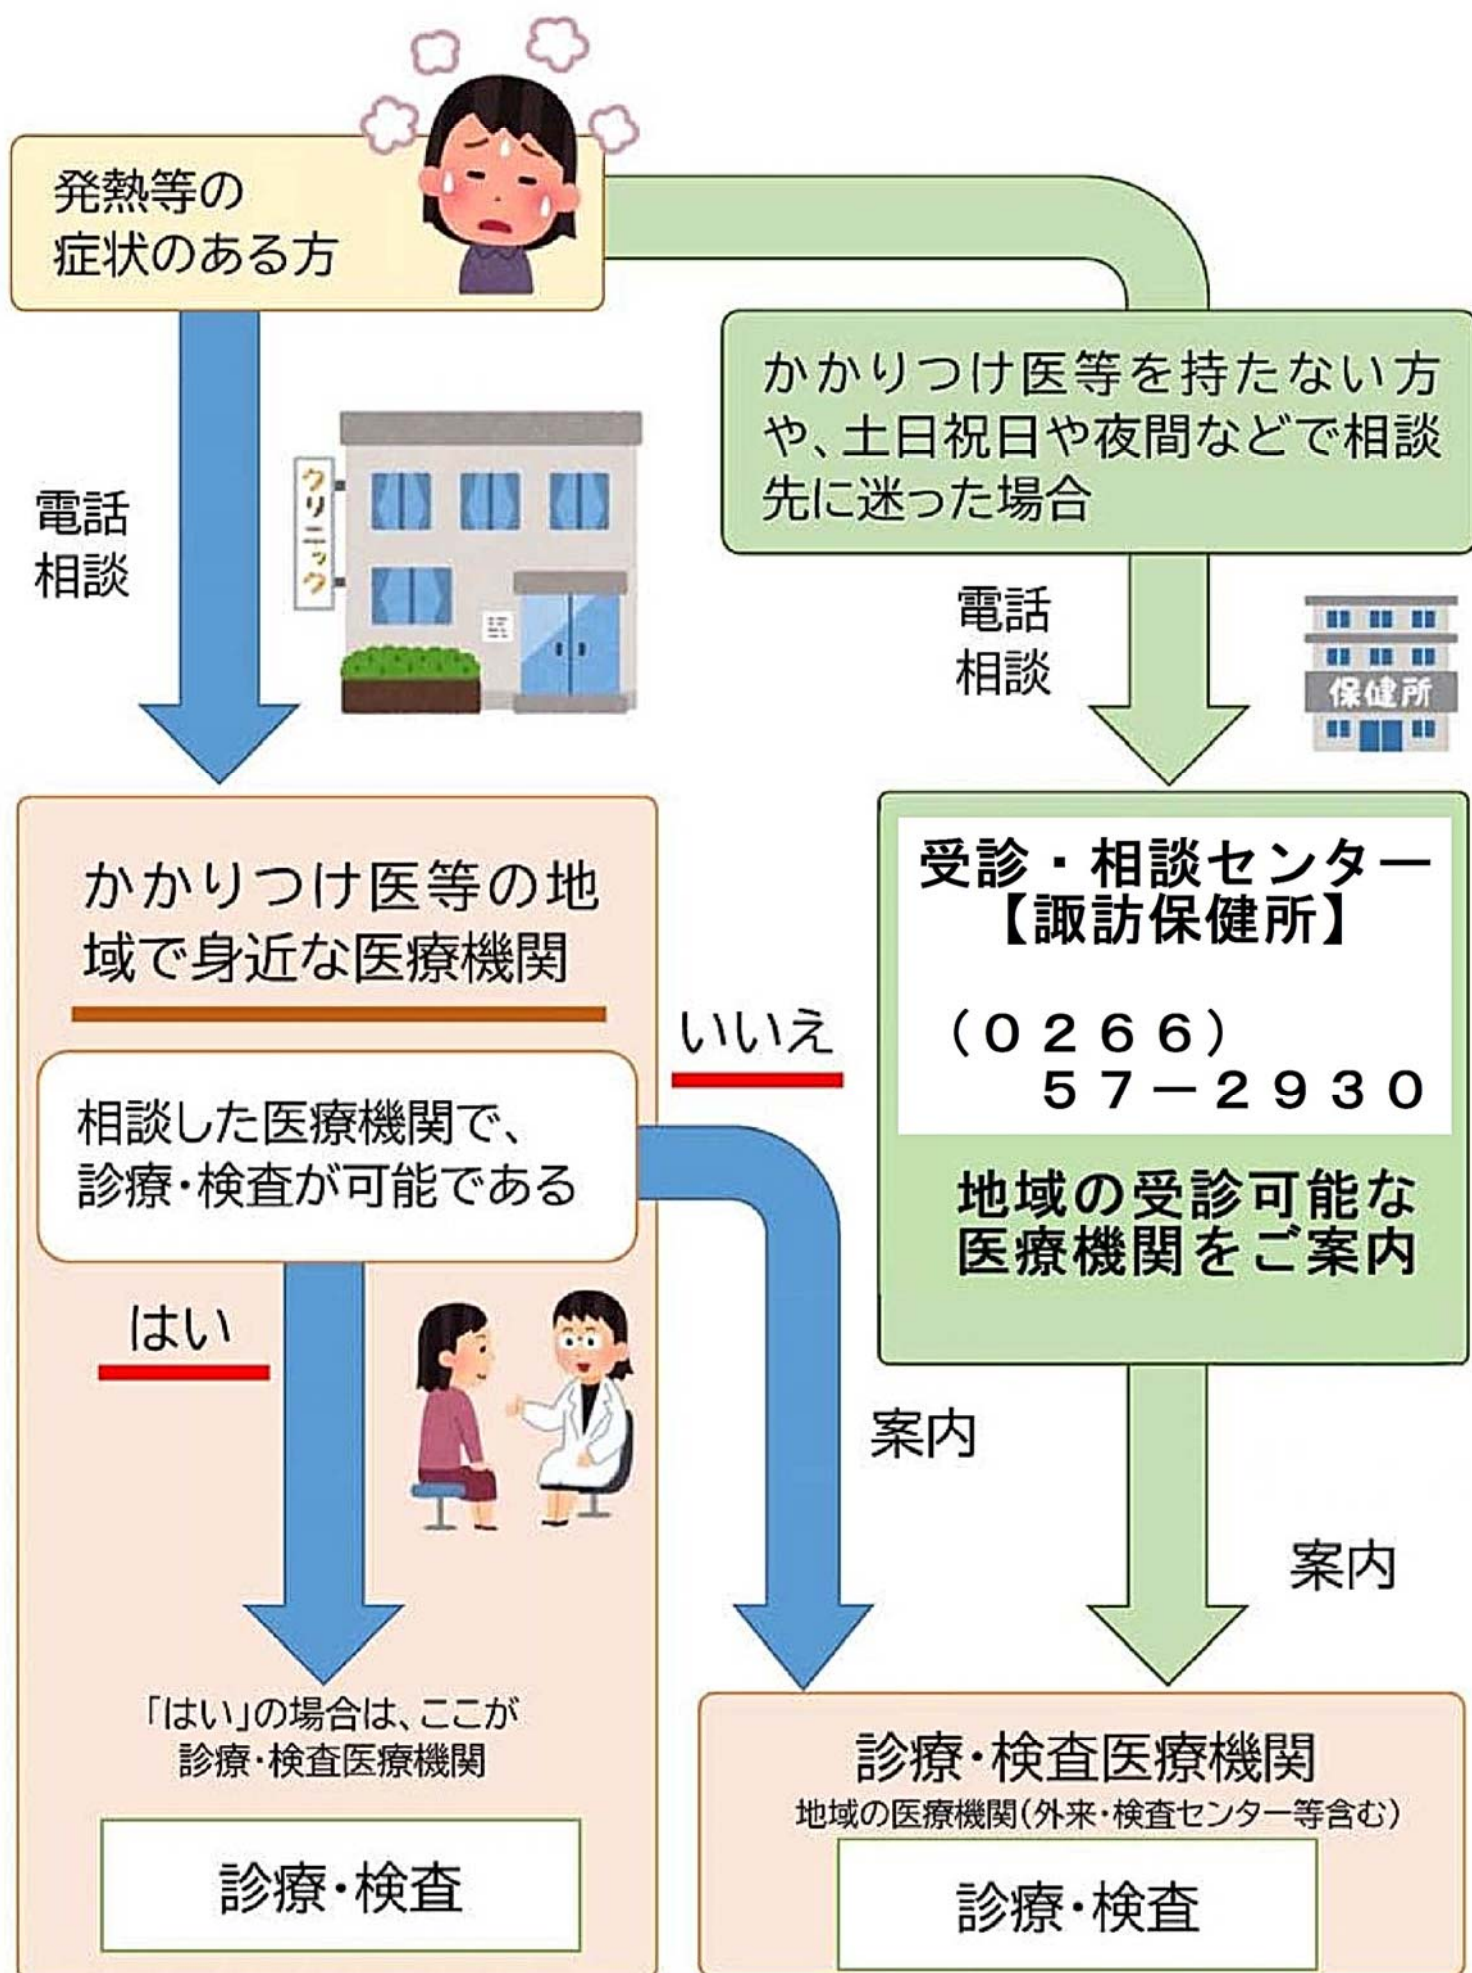 発熱等の
症状のある方
かかりつけ医等を持たない方
や、土日祝日や夜間などで相談
先に迷った場合
電話
相談
クリニック
電話
相談
保健所
かかりつけ医等の地
域で身近な医療機関
相談した医療機関で、
診療・検査が可能である
いいえ
受診・相談センター
【諏訪保健所】
(0266)
57-2930
地域の受診可能な
医療機関をご案内
はい
案内
案内
「はい」の場合は、ここが
診療・検査医療機関
診療・検査
診療・検査医療機関
地域の医療機関(外来・検査センター等含む)
診療・検査